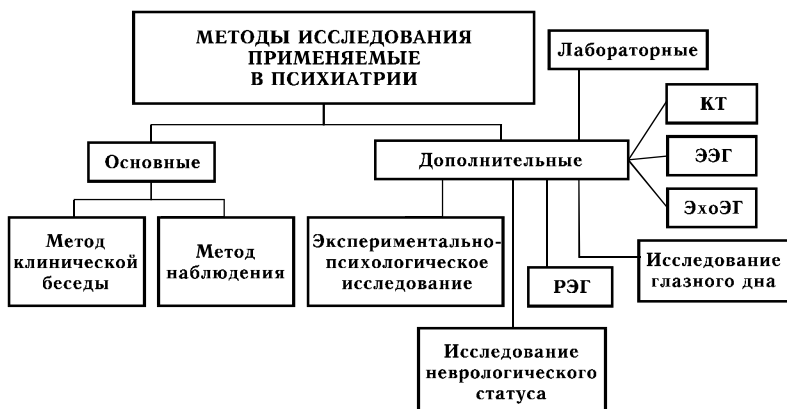 МЕТОДЫ ИССЛЕДОВАНИЯ
ПРИМЕНЯЕМЫЕ
В ПСИХИАТРИИ
Лабораторные
КТ
Основные
Дополнительные
ЭЭГ
ЭхоЭГ
Метод
клинической
беседы
Метод
наблюдения
Экспериментально-
психологическое
исследование
РЭГ
Исследование
глазного дна
Исследование
неврологического
статуса